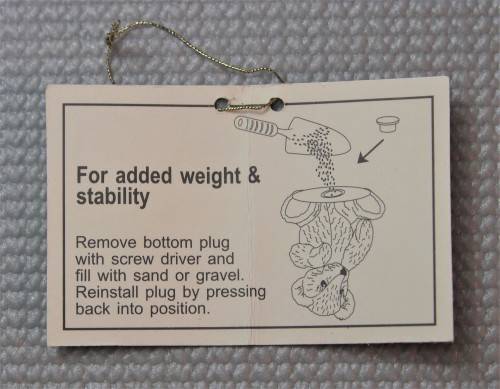 For added weight &
stability
Remove bottom plug
with screw driver and
fill with sand or gravel.
Reinstall plug by pressing
back into position.